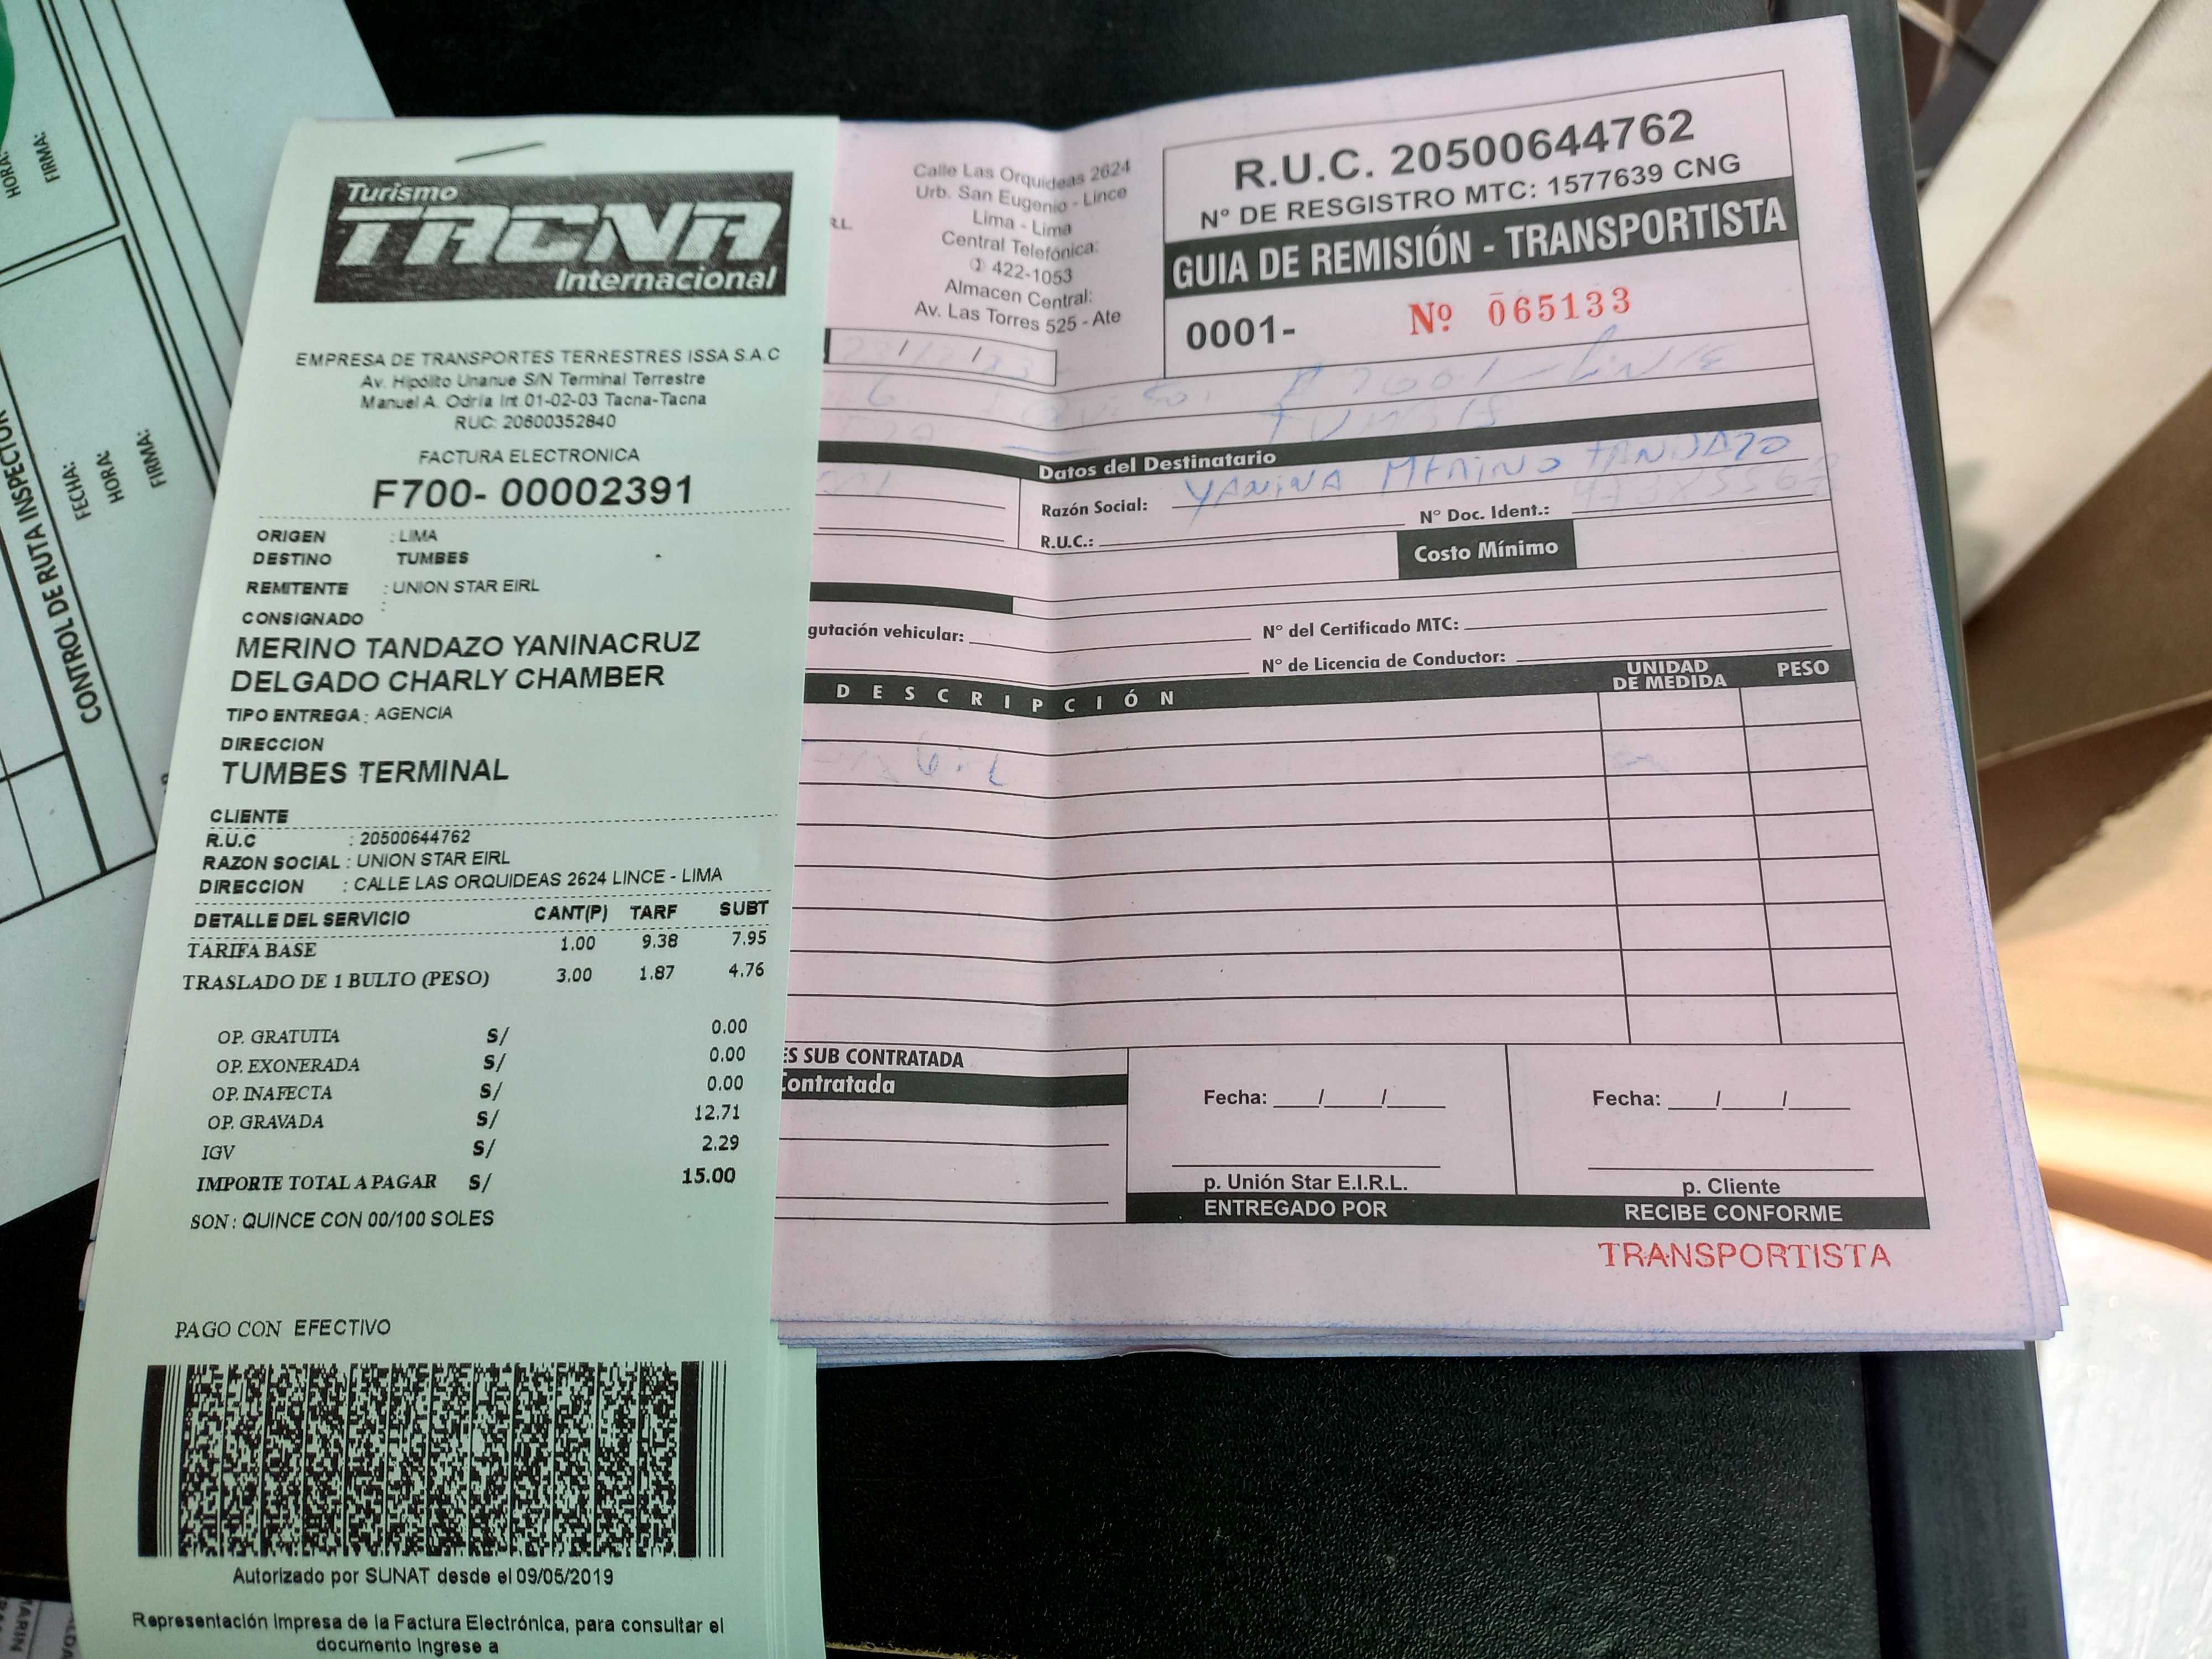 Turismo
TACNA
Internacional
EMPRESA DE TRANSPORTES TERRESTRES ISSA S.A.C
Av. Hipólito Unanue S/N Terminal Terrestre
Manuel A. Odria Int 01-02-03 Tacna-Tacna
RUC: 20600352840
FACTURA ELECTRONICA
F700- 00002391
ORIGEN : LIMA
DESTINO TUMBES
REMITENTE : UNION STAR EIRL
CONSIGNADO :
MERINO TANDAZO YANINACRUZ
DELGADO CHARLY CHAMBER
TIPO ENTREGA : AGENCIA
DIRECCION
TUMBES TERMINAL
CLIENTE
R.U.C : 20500644762
RAZON SOCIAL : UNION STAR EIRL
DIRECCION : CALLE LAS ORQUIDEAS 2624 LINCE - LIMA
DETALLE DEL SERVICIO CANT(P) TARF SUBT
TARIFA BASE 1.00 9.38 7.95
TRASLADO DE 1 BULTO (PESO) 3.00 1.87 4.76
OP. GRATUITA S/ 0.00
OP. EXONERADA S/ 0.00
OP. INAFECTA S/ 0.00
OP. GRAVADA S/ 12.71
IGV S/ 2.29
IMPORTE TOTAL A PAGAR S/ 15.00
SON : QUINCE CON 00/100 SOLES
PAGO CON EFECTIVO
Autorizado por SUNAT desde el 09/05/2019
Representación Impresa de la Factura Electrónica, para consultar el
documento Ingrese a
Calle Las Orquideas 2624
Urb. San Eugenio - Lince
Lima - Lima
Central Telefónica:
422-1053
Almacen Central:
Av. Las Torres 525 - Ate
R.U.C. 20500644762
N° DE RESGISTRO MTC: 1577639 CNG
GUIA DE REMISIÓN - TRANSPORTISTA
0001- Nº 065133
Datos del Destinatario
Razón Social: YANINA MERINO TANDAZO
N° Doc. Ident.:
R.U.C.:
Costo Mínimo
gutación vehicular: N° del Certificado MTC:
N° de Licencia de Conductor:
DESCRIPCIÓN UNIDAD DE MEDIDA PESO
ES SUB CONTRATADA
Contratada
Fecha: / / Fecha: / /
p. Unión Star E.I.R.L. p. Cliente
ENTREGADO POR RECIBE CONFORME
TRANSPORTISTA
CONTROL DE RUTA INSPECTOR
FECHA:
HORA:
FIRMA:
HORA:
FIRMA: